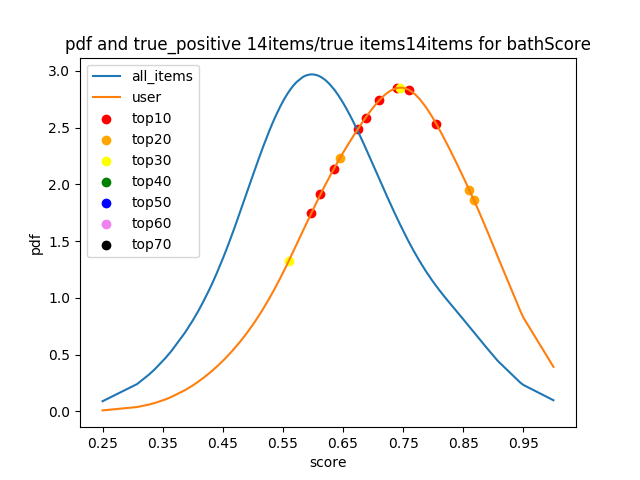 pdf and true_positive 14items/true items14items for bathScore
all_items
user
top10
top20
top30
top40
top50
top60
top70
pdf
3.0
2.5
2.0
1.5
1.0
0.5
0.0
0.25 0.35 0.45 0.55 0.65 0.75 0.85 0.95
score